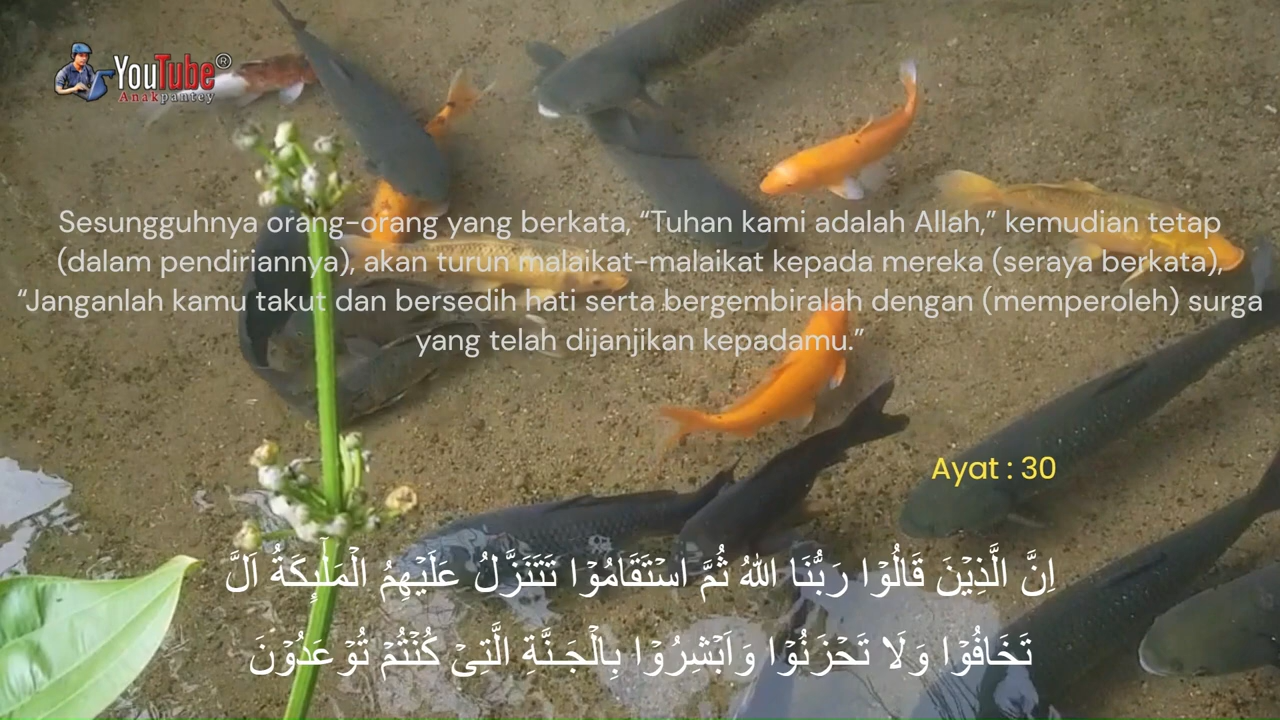 YouTube®
Anakpantey
Sesungguhnya orang-orang yang berkata, “Tuhan kami adalah Allah,” kemudian tetap
(dalam pendiriannya), akan turun malaikat-malaikat kepada mereka (seraya berkata),
“Janganlah kamu takut dan bersedih hati serta bergembiralah dengan (memperoleh) surga
yang telah dijanjikan kepadamu.”
Ayat : 30
اِنَّ الَّذِيْنَ قَالُوْا رَبُّنَا اللّٰهُ ثُمَّ اسْتَقَامُوْا تَتَنَزَّلُ عَلَيْهِمُ الْمَلٰۤىِٕكَةُ اَلَّ
تَخَافُوْا وَلَا تَحْزَنُوْا وَاَبْشِرُوْا بِالْجَنَّةِ الَّتِيْ كُنْتُمْ تُوْعَدُوْنَ